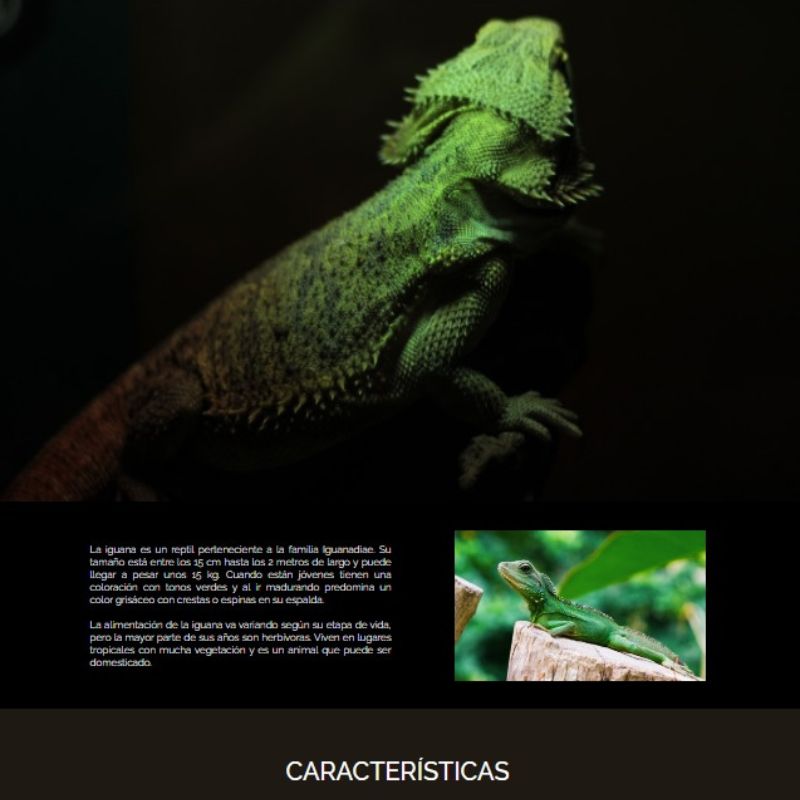 La iguana es un reptil perteneciente a la familia Iguanadiae. Su
tamaño está entre los 15 cm hasta los 2 metros de largo y puede
llegar a pesar unos 15 kg. Cuando están jóvenes tienen una
coloración con tonos verdes y al ir madurando predomina un
color grisáceo con crestas o espinas en su espalda.
La alimentación de la iguana va variando según su etapa de vida,
pero la mayor parte de sus años son herbívoras. Viven en lugares
tropicales con mucha vegetación y es un animal que puede ser
domesticado.
CARACTERÍSTICAS